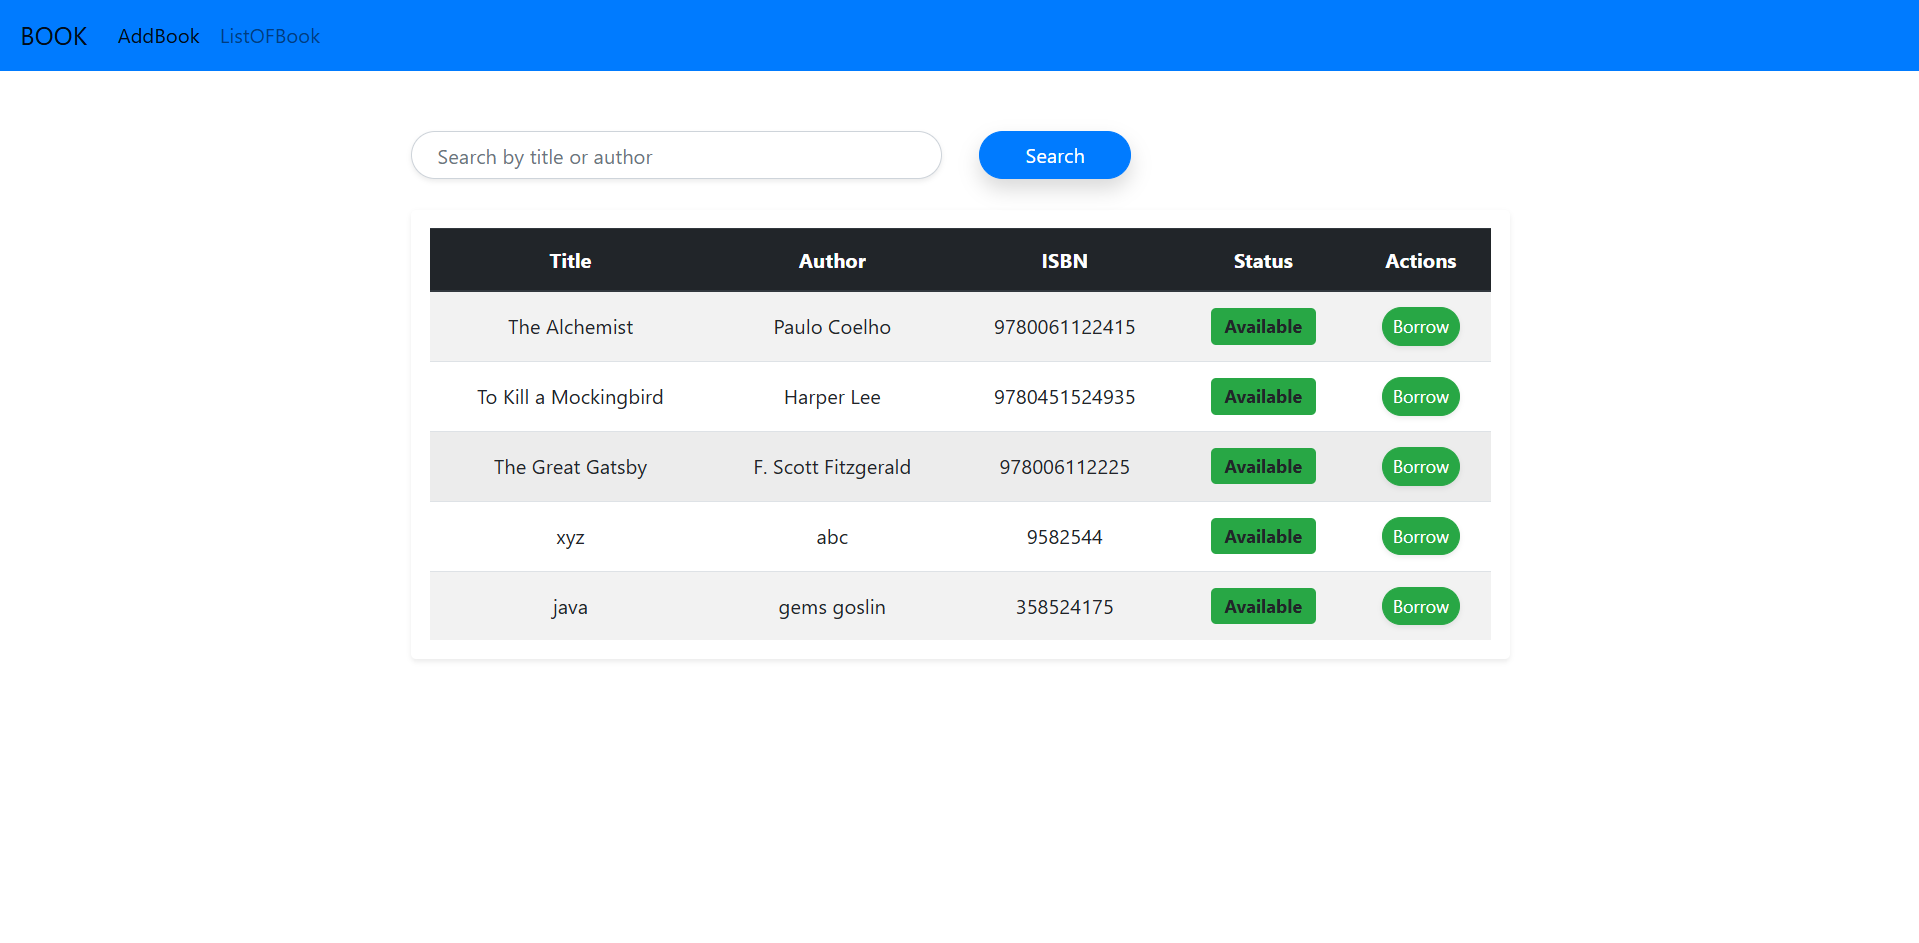 BOOK AddBook ListOFBook
Search by title or author Search
Title Author ISBN Status Actions
The Alchemist Paulo Coelho 9780061122415 Available Borrow
To Kill a Mockingbird Harper Lee 9780451524935 Available Borrow
The Great Gatsby F. Scott Fitzgerald 978006112225 Available Borrow
xyz abc 9582544 Available Borrow
java gems goslin 358524175 Available Borrow